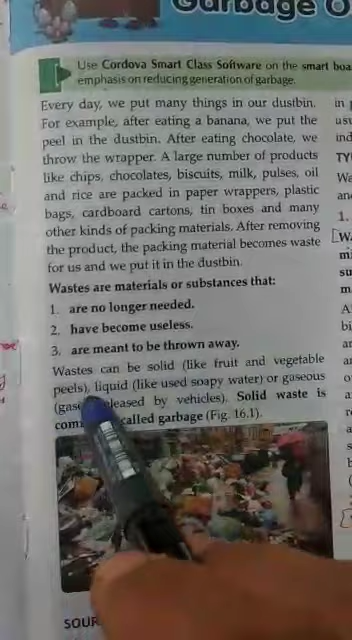 Garbage O
Use Cordova Smart Class Software on the smart boa
emphasis on reducing generation of garbage.
Every day, we put many things in our dustbin.
For example, after eating a banana, we put the
peel in the dustbin. After eating chocolate, we
throw the wrapper. A large number of products
like chips, chocolates, biscuits, milk, pulses, oil
and rice are packed in paper wrappers, plastic
bags, cardboard cartons, tin boxes and many
other kinds of packing materials. After removing
the product, the packing material becomes waste
for us and we put it in the dustbin.
Wastes are materials or substances that:
1. are no longer needed.
2. have become useless.
3. are meant to be thrown away.
Wastes can be solid (like fruit and vegetable
peels), liquid (like used soapy water) or gaseous
by vehicles). Solid waste is
called garbage (Fig. 16.1).
in
TY
1.